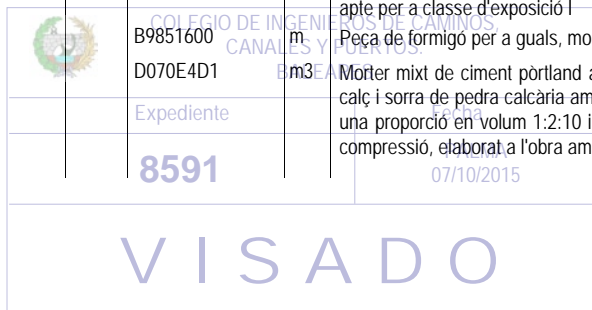 apte per a classe d'exposició I
COLEGIO DE INGENIEROS DE CAMINOS,
B9851600 m Peça de formigó per a guals, mo
CANALES Y PUERTOS.
D070E4D1 m3 Morter mixt de ciment pòrtland a
BALEARES
calç i sorra de pedra calcària am
Expediente Fecha
una proporció en volum 1:2:10 i
compressió, elaborat a l'obra am
PALMA
8591 07/10/2015
VISADO